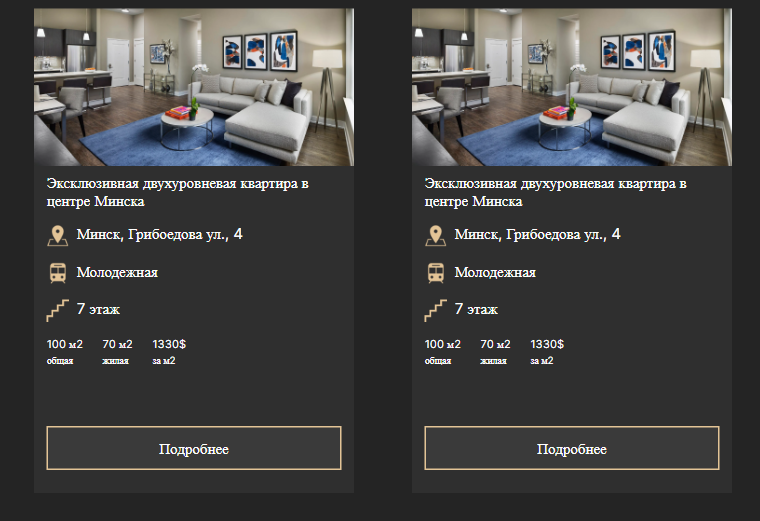 Эксклюзивная двухуровневая квартира в
центре Минска
Минск, Грибоедова ул., 4
Молодежная
7 этаж
100 м2 70 м2 1330$
общая жилая за м2
Подробнее
Эксклюзивная двухуровневая квартира в
центре Минска
Минск, Грибоедова ул., 4
Молодежная
7 этаж
100 м2 70 м2 1330$
общая жилая за м2
Подробнее